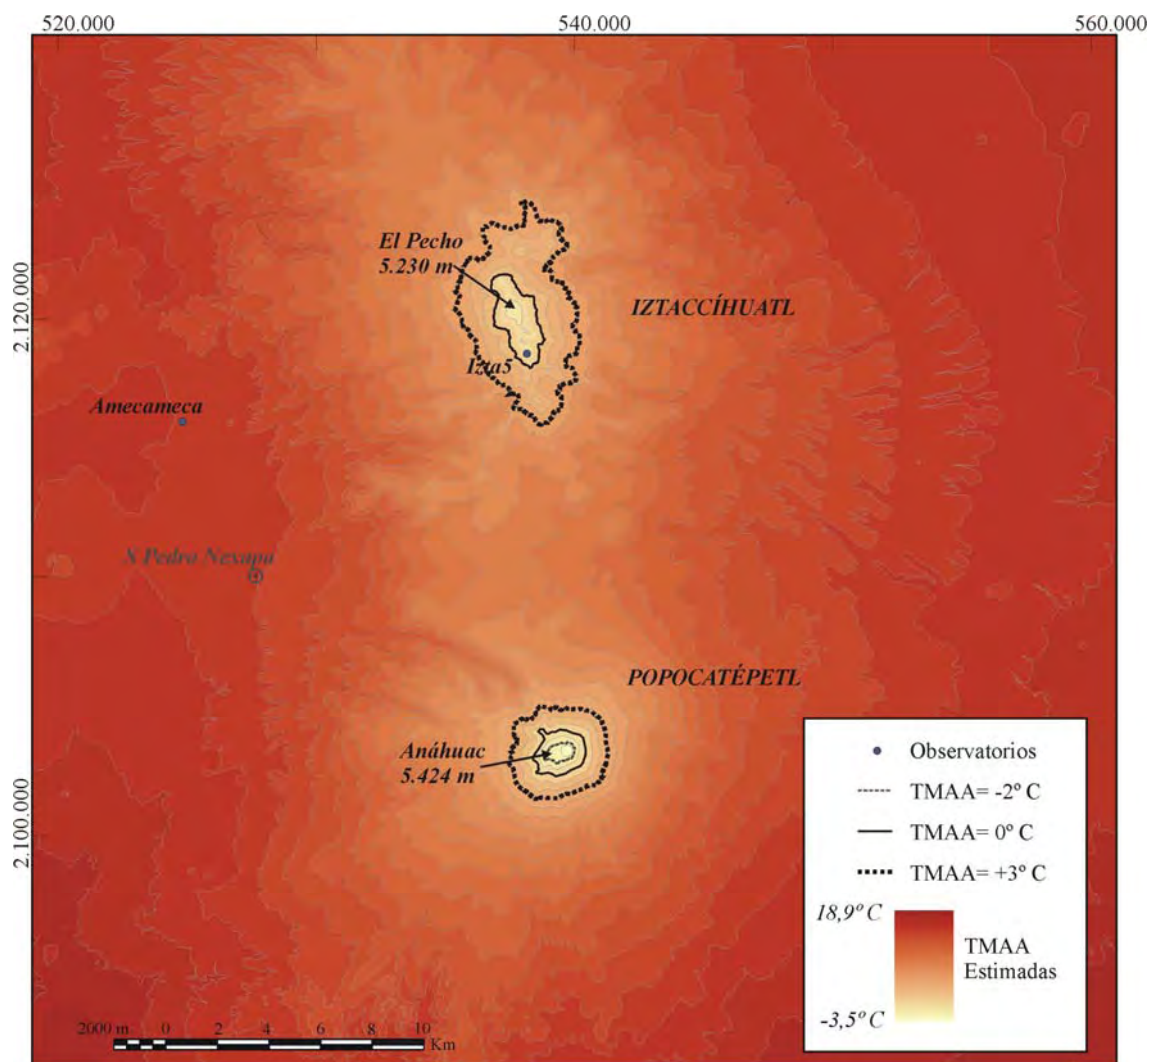 520.000
540.000
560.000
El Pecho
5.230 m
2.120.000
IZTACCÍHUATL
Izta5
Amecameca
S Pedro Nexapa
POPOCATÉPETL
Anáhuac
5.424 m
2.100.000
Observatorios
TMAA= -2º C
TMAA= 0º C
TMAA= +3º C
18,9º C
TMAA
Estimadas
-3,5º C
2000 m 0 2 4 6 8 10
Km